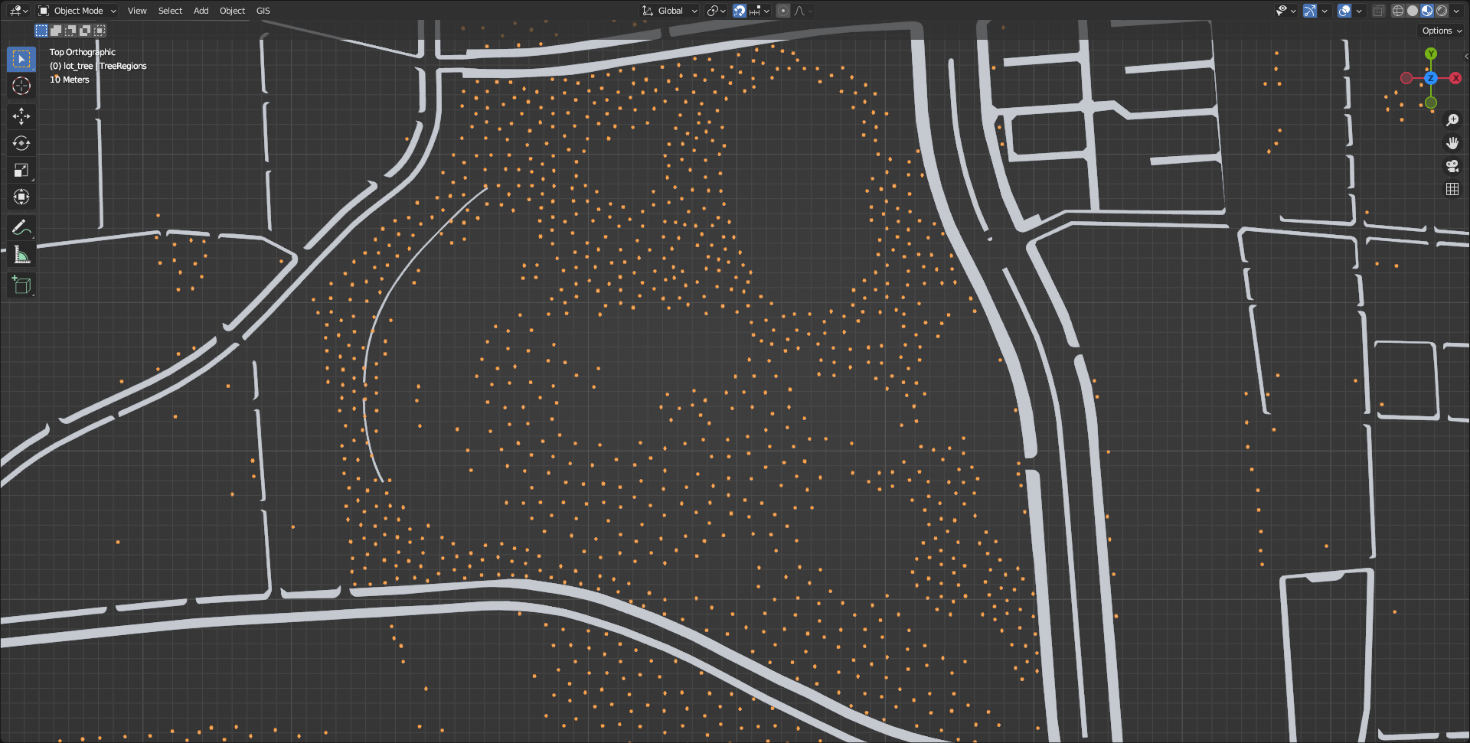 Object Mode View Select Add Object GIS Global
Options
Top Orthographic
(0) lot_tree | TreeRegions
10 Meters
Y
X
Z